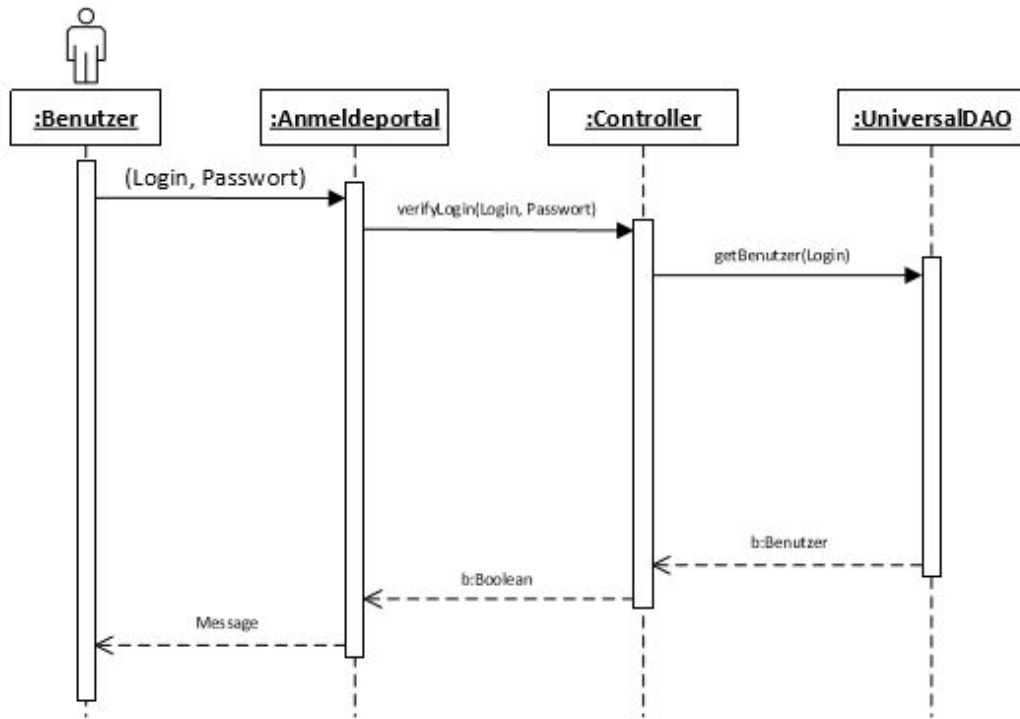 :Benutzer
:Anmeldeportal
:Controller
:UniversalDAO
(Login, Passwort)
verifyLogin(Login, Passwort)
getBenutzer(Login)
b:Benutzer
b:Boolean
Message